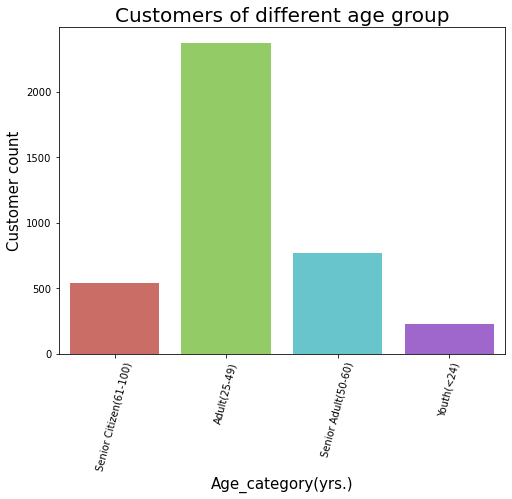 Customers of different age group
Customer count
2000
1500
1000
500
0
Senior Citizen(61-100)
Adult(25-49)
Senior Adult(50-60)
Youth(<24)
Age_category(yrs.)